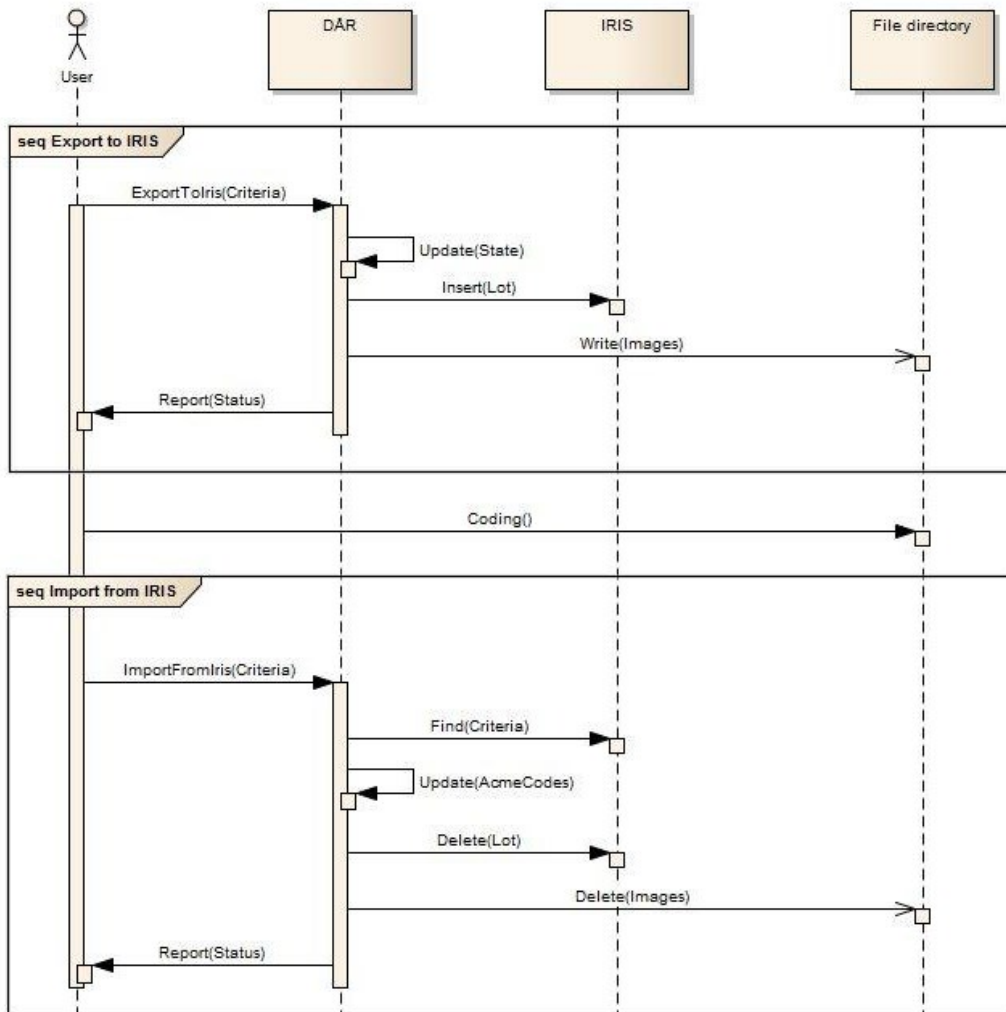 User
DÅR
IRIS
File directory
seq Export to IRIS
ExportToIris(Criteria)
Update(State)
Insert(Lot)
Write(Images)
Report(Status)
Coding()
seq Import from IRIS
ImportFromIris(Criteria)
Find(Criteria)
Update(AcmeCodes)
Delete(Lot)
Delete(Images)
Report(Status)